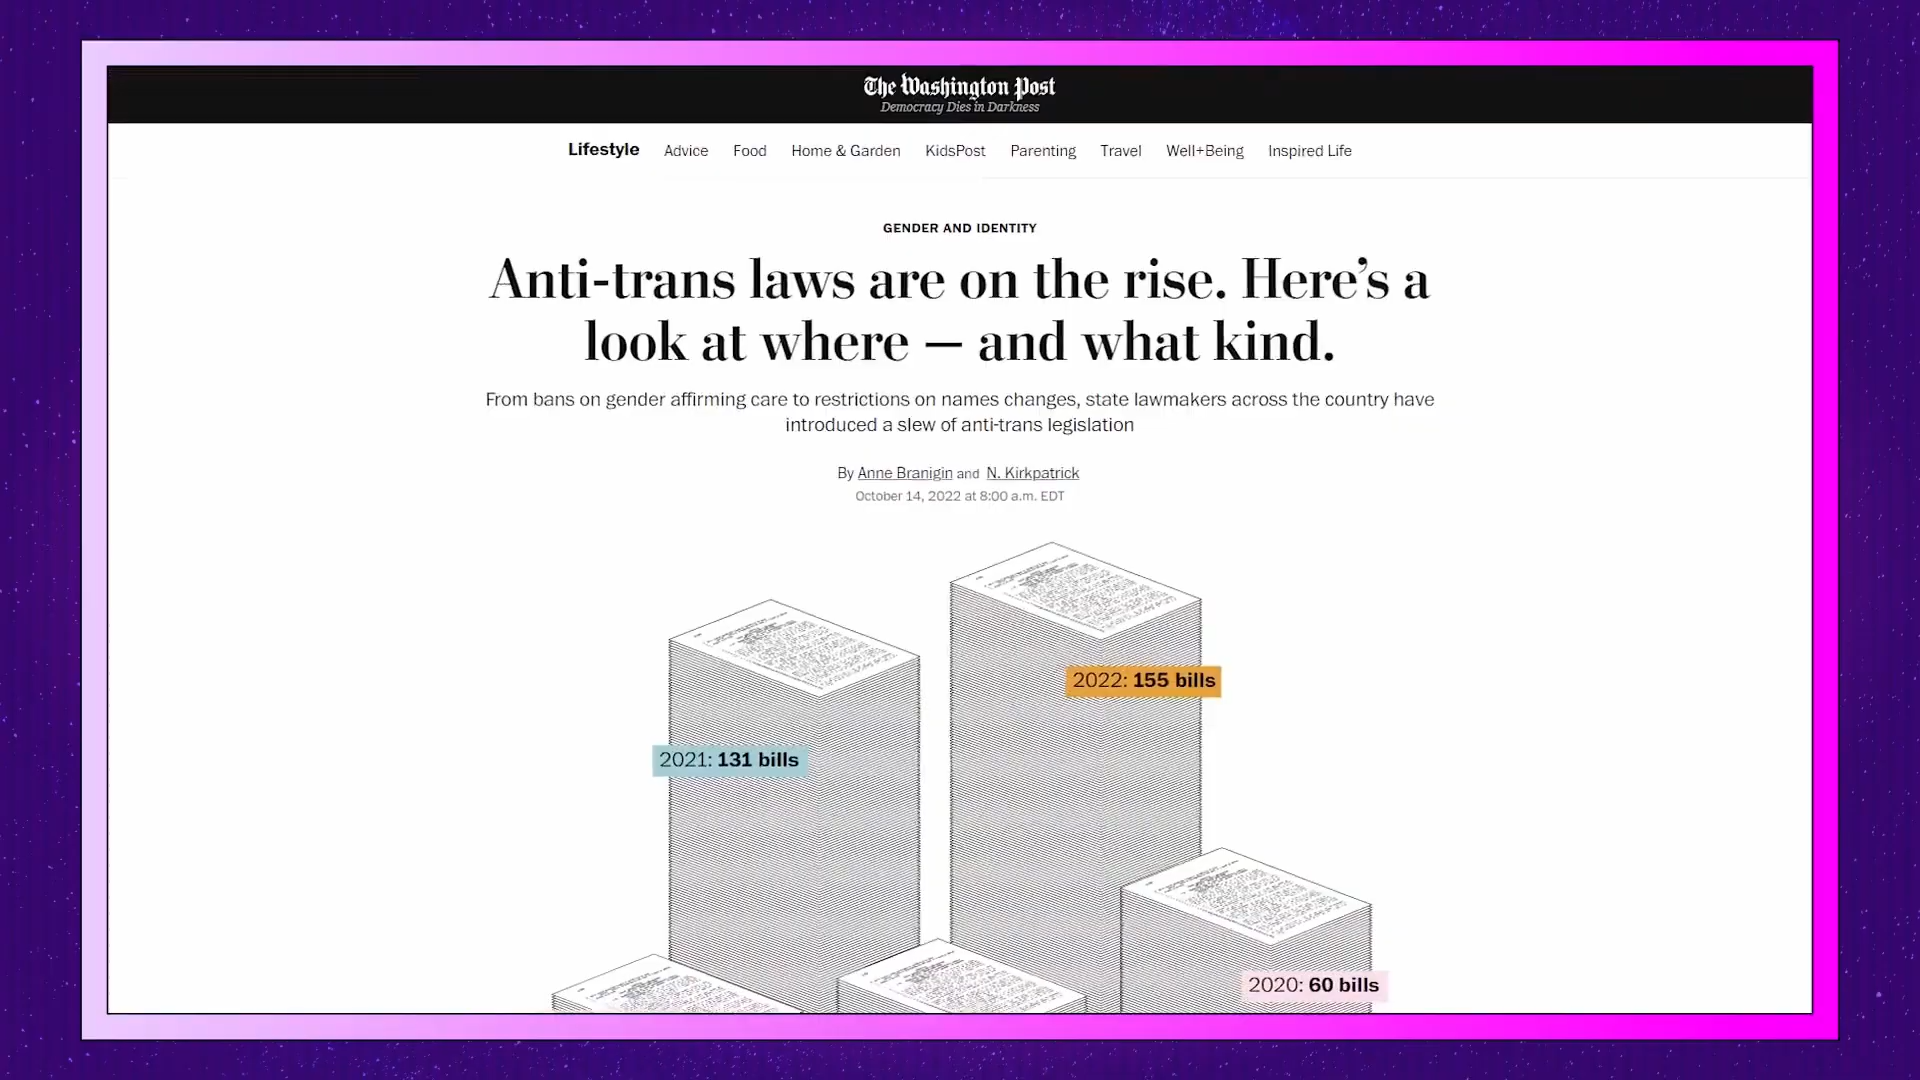 The Washington Post
Democracy Dies in Darkness
Lifestyle Advice Food Home & Garden KidsPost Parenting Travel Well+Being Inspired Life
GENDER AND IDENTITY
Anti-trans laws are on the rise. Here’s a
look at where — and what kind.
From bans on gender affirming care to restrictions on names changes, state lawmakers across the country have
introduced a slew of anti-trans legislation
By Anne Branigin and N. Kirkpatrick
October 14, 2022 at 8:00 a.m. EDT
2022: 155 bills
2021: 131 bills
2020: 60 bills